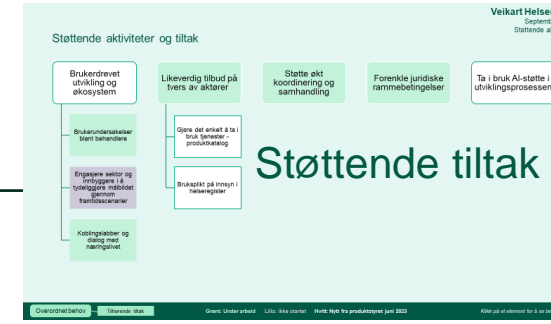 Veikart Helse
Støttende aktiviteter og tiltak
Brukerdrevet
utvikling og
økosystem
Likeverdig tilbud på
tvers av aktører
Støtte økt
koordinering og
samhandling
Forenkle juridiske
rammebetingelser
Ta i bruk AI-støtte i
utviklingsprosessen
Brukerundersøkelser
blant behandlere
Engasjere sektor og
innbyggere i å
tydeliggjøre målbildet
gjennom
framtidsscenarier
Koblingslabber og
dialog med
næringslivet
Gjøre det enkelt å ta i
bruk tjenester -
produktkatalog
Bruksplikt på innsyn i
helseregister
Støttende tiltak
Overordnet behov
Tilhørende tiltak
Grønt: Under arbeid Lilla: Ikke startet Hvitt: Nytt fra produktstyret juni 2023
Klikk på et element for å se